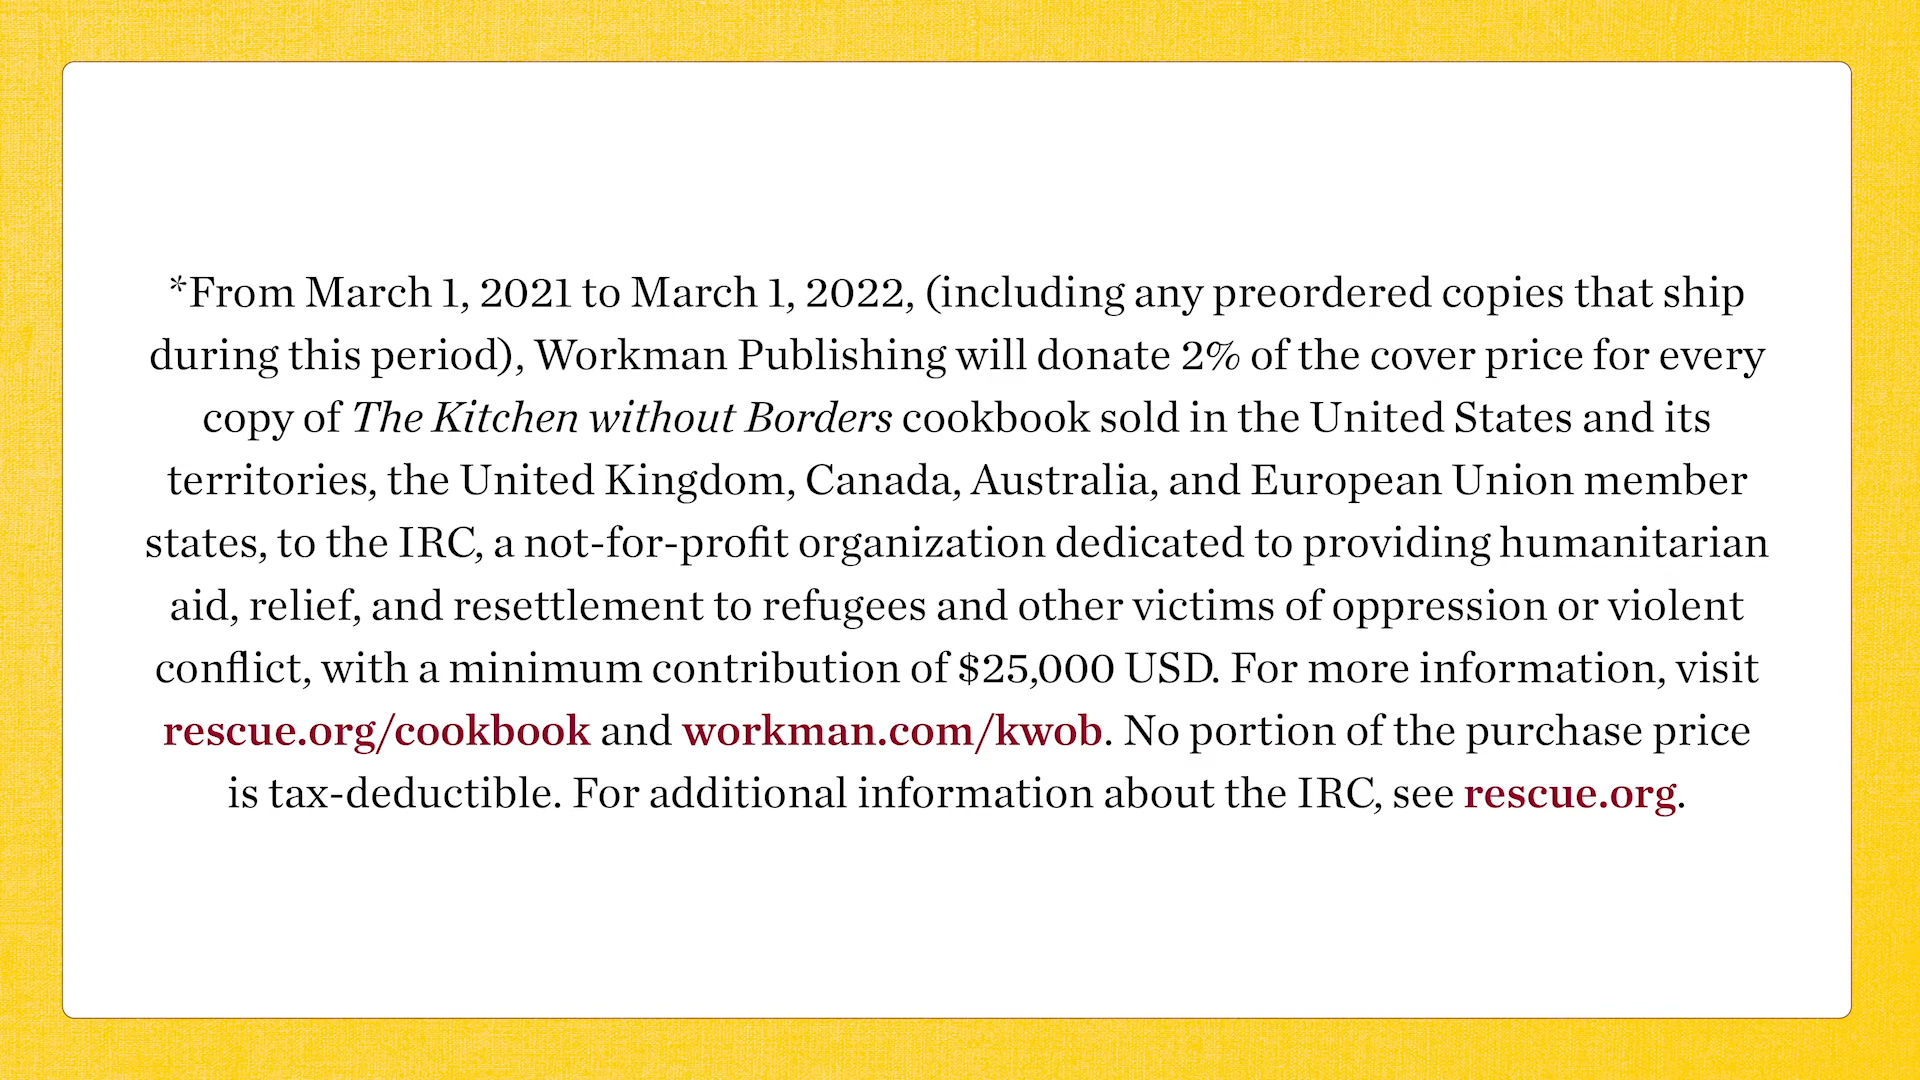 *From March 1, 2021 to March 1, 2022, (including any preordered copies that ship
during this period), Workman Publishing will donate 2% of the cover price for every
copy of The Kitchen without Borders cookbook sold in the United States and its
territories, the United Kingdom, Canada, Australia, and European Union member
states, to the IRC, a not-for-profit organization dedicated to providing humanitarian
aid, relief, and resettlement to refugees and other victims of oppression or violent
conflict, with a minimum contribution of $25,000 USD. For more information, visit
rescue.org/cookbook and workman.com/kwob. No portion of the purchase price
is tax-deductible. For additional information about the IRC, see rescue.org.